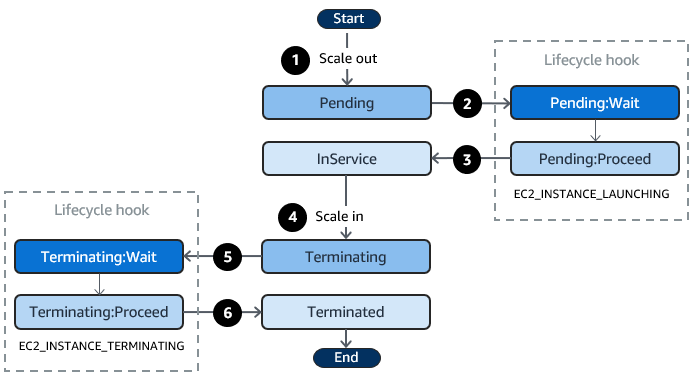 Start
1 Scale out
Lifecycle hook
Pending
2
Pending:Wait
InService
3
Pending:Proceed
EC2_INSTANCE_LAUNCHING
4 Scale in
Lifecycle hook
Terminating:Wait
5
Terminating
Terminating:Proceed
6
Terminated
EC2_INSTANCE_TERMINATING
End